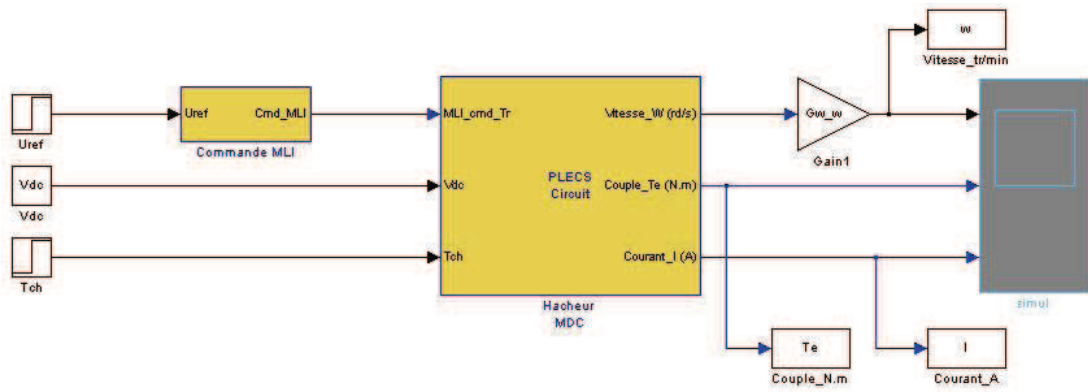 w
Vitesse_tr/min
Uref
Cmd_MLI
MLI_cmd_Tr
Vitesse_W (rd/s)
Gw_w
Uref
Commande MLI
Gain1
Vdc
Vdc
PLECS
Circuit
Couple_Te (N.m)
Vdc
Tch
Courant_I (A)
Tch
Hacheur
MDC
simul
Te
I
Couple_N.m
Courant_A